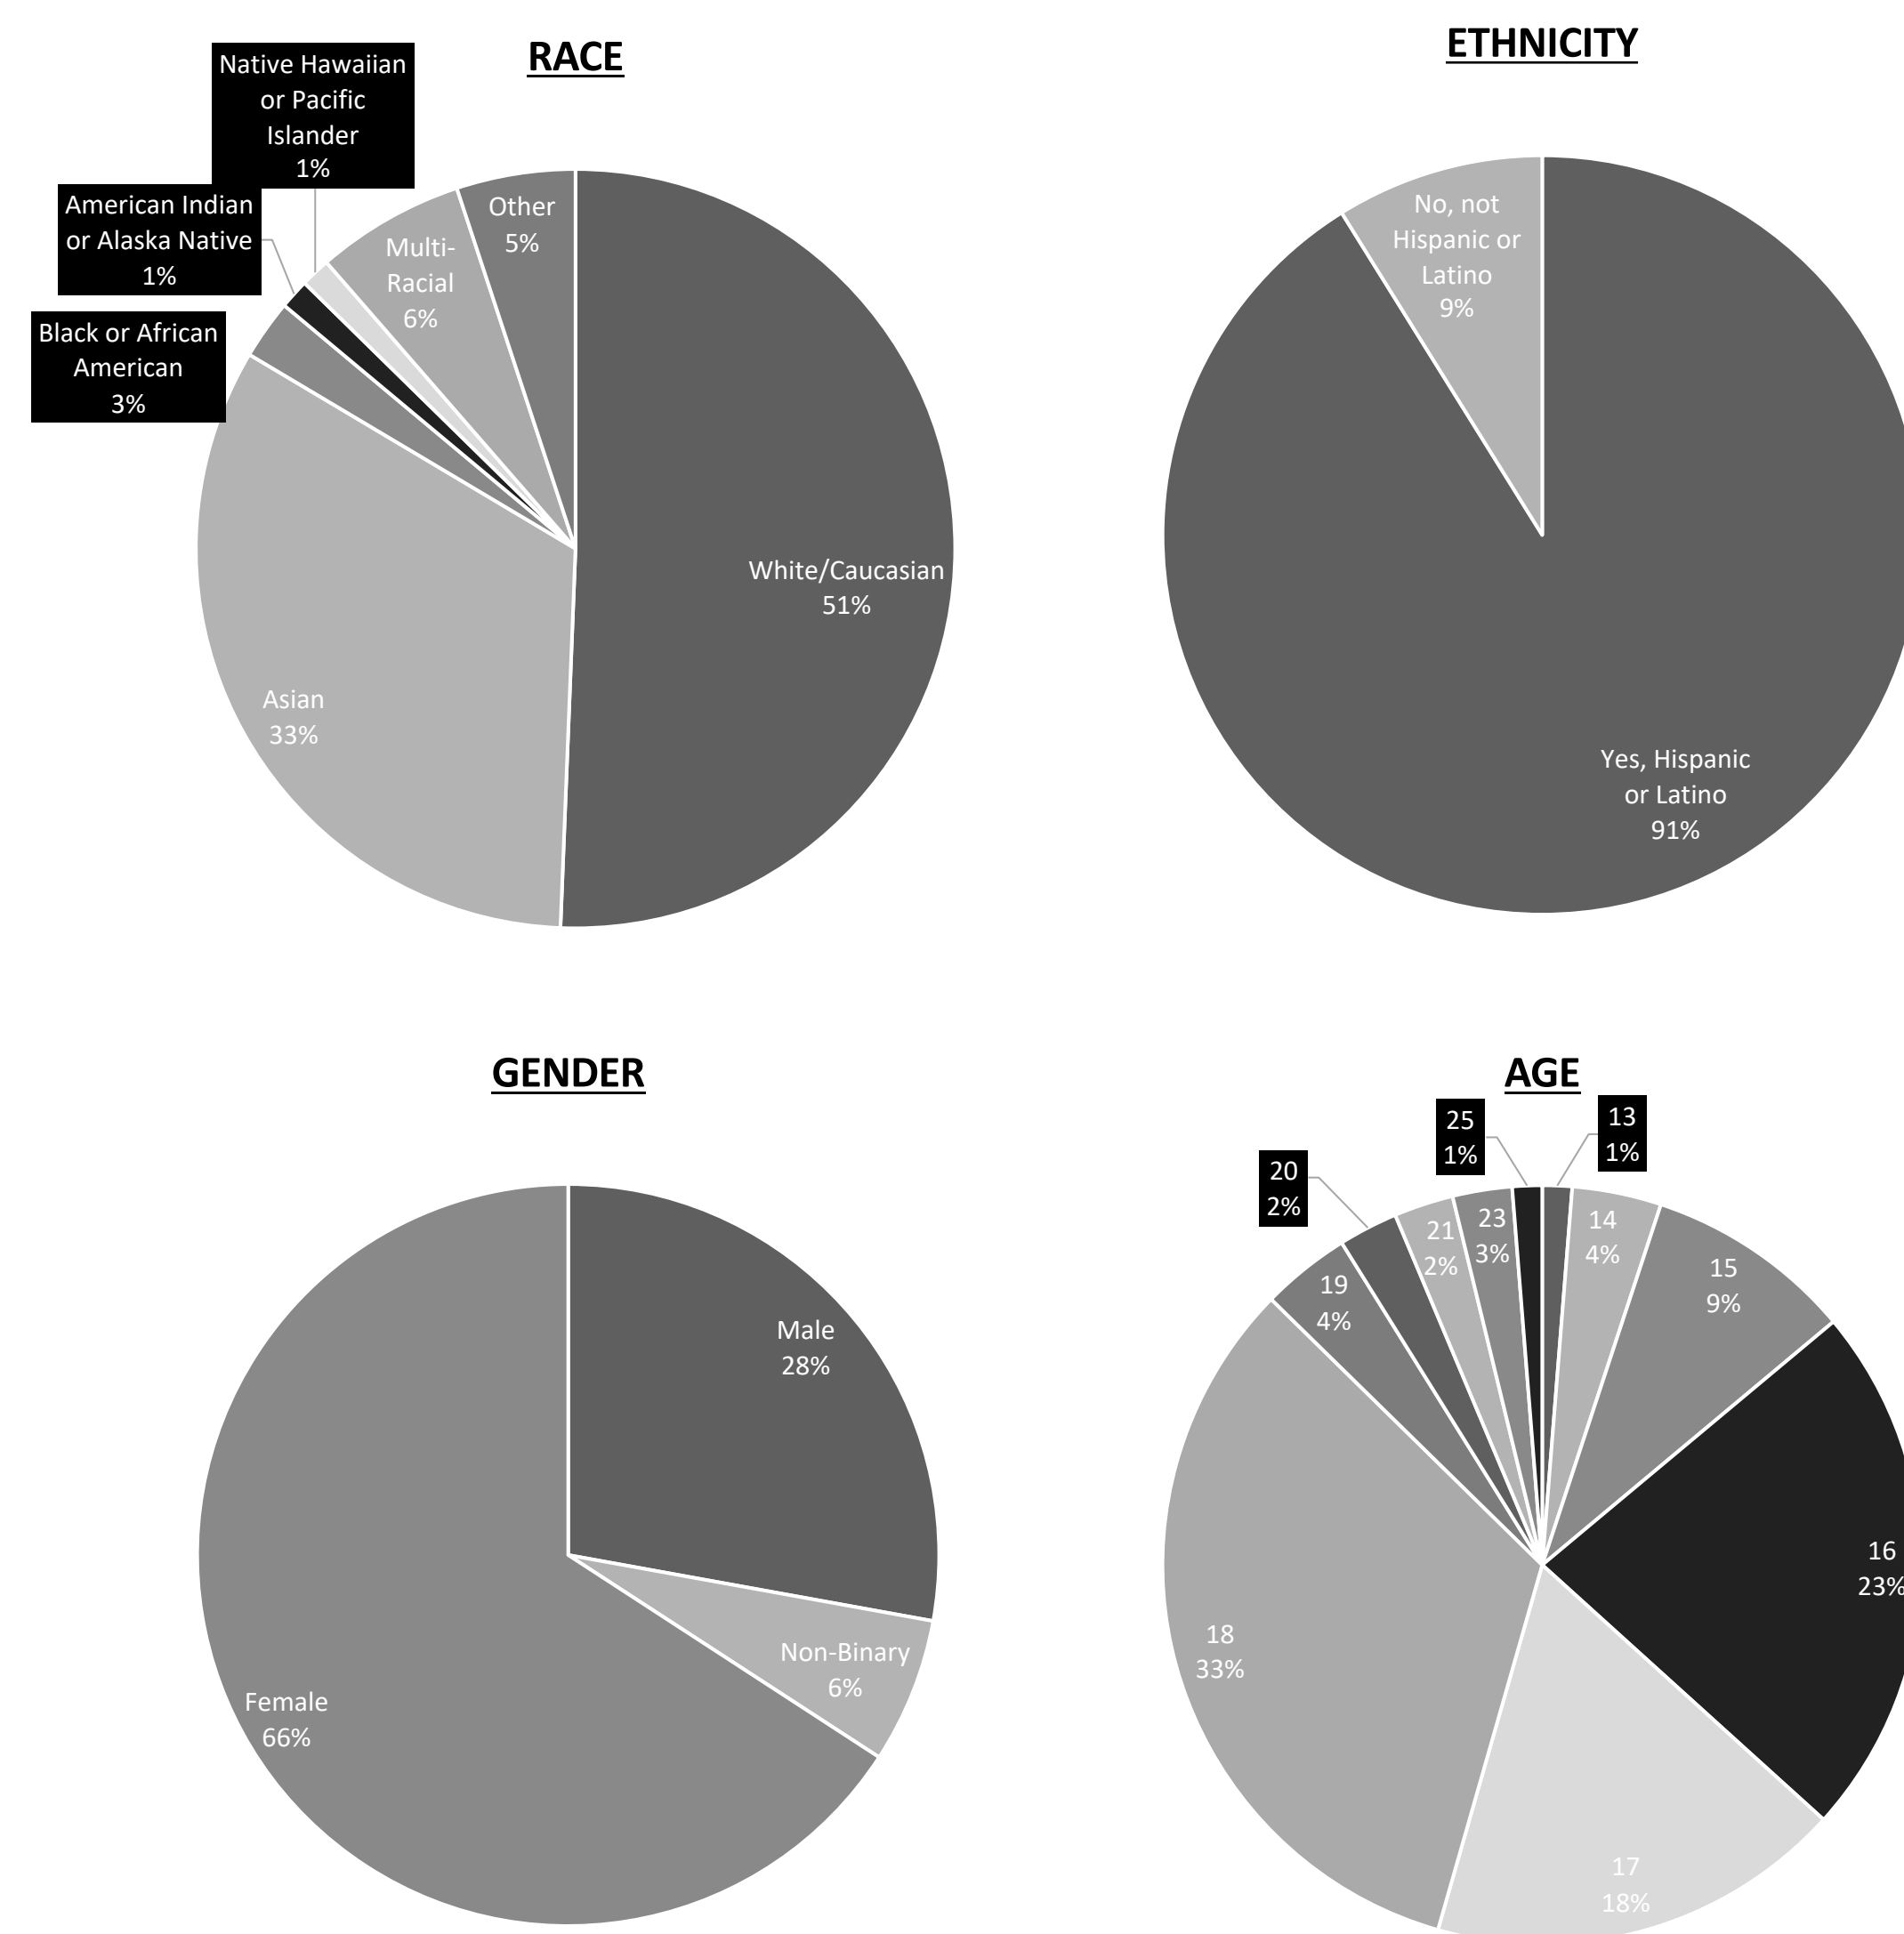 RACE
Native Hawaiian
or Pacific
Islander
1%
American Indian
or Alaska Native
1%
Black or African
American
3%
Multi-
Racial
6%
Other
5%
White/Caucasian
51%
Asian
33%
ETHNICITY
No, not
Hispanic or
Latino
9%
Yes, Hispanic
or Latino
91%
GENDER
Male
28%
Non-Binary
6%
Female
66%
AGE
13
1%
14
4%
15
9%
16
23%
17
18%
18
33%
19
4%
20
2%
21
2%
23
3%
25
1%